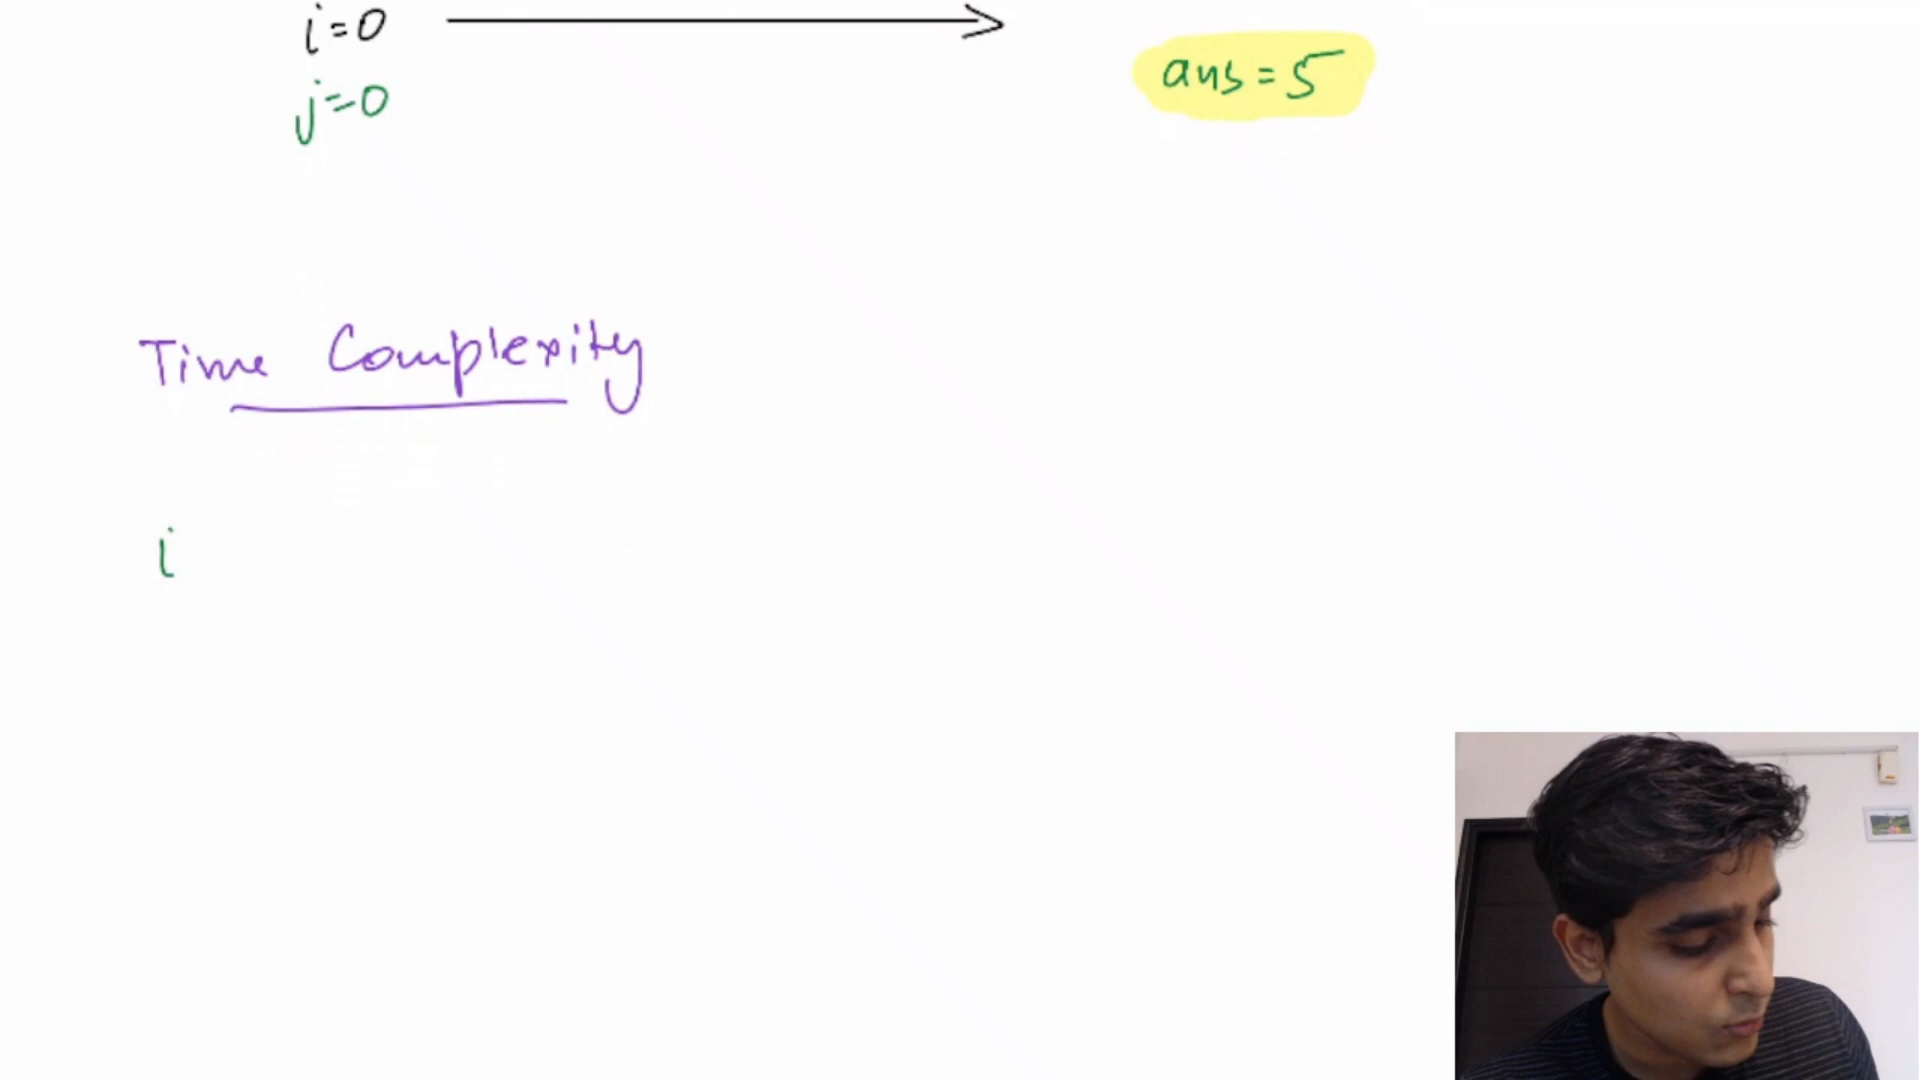 i=0
ans = 5
j=0
Time Complexity
i